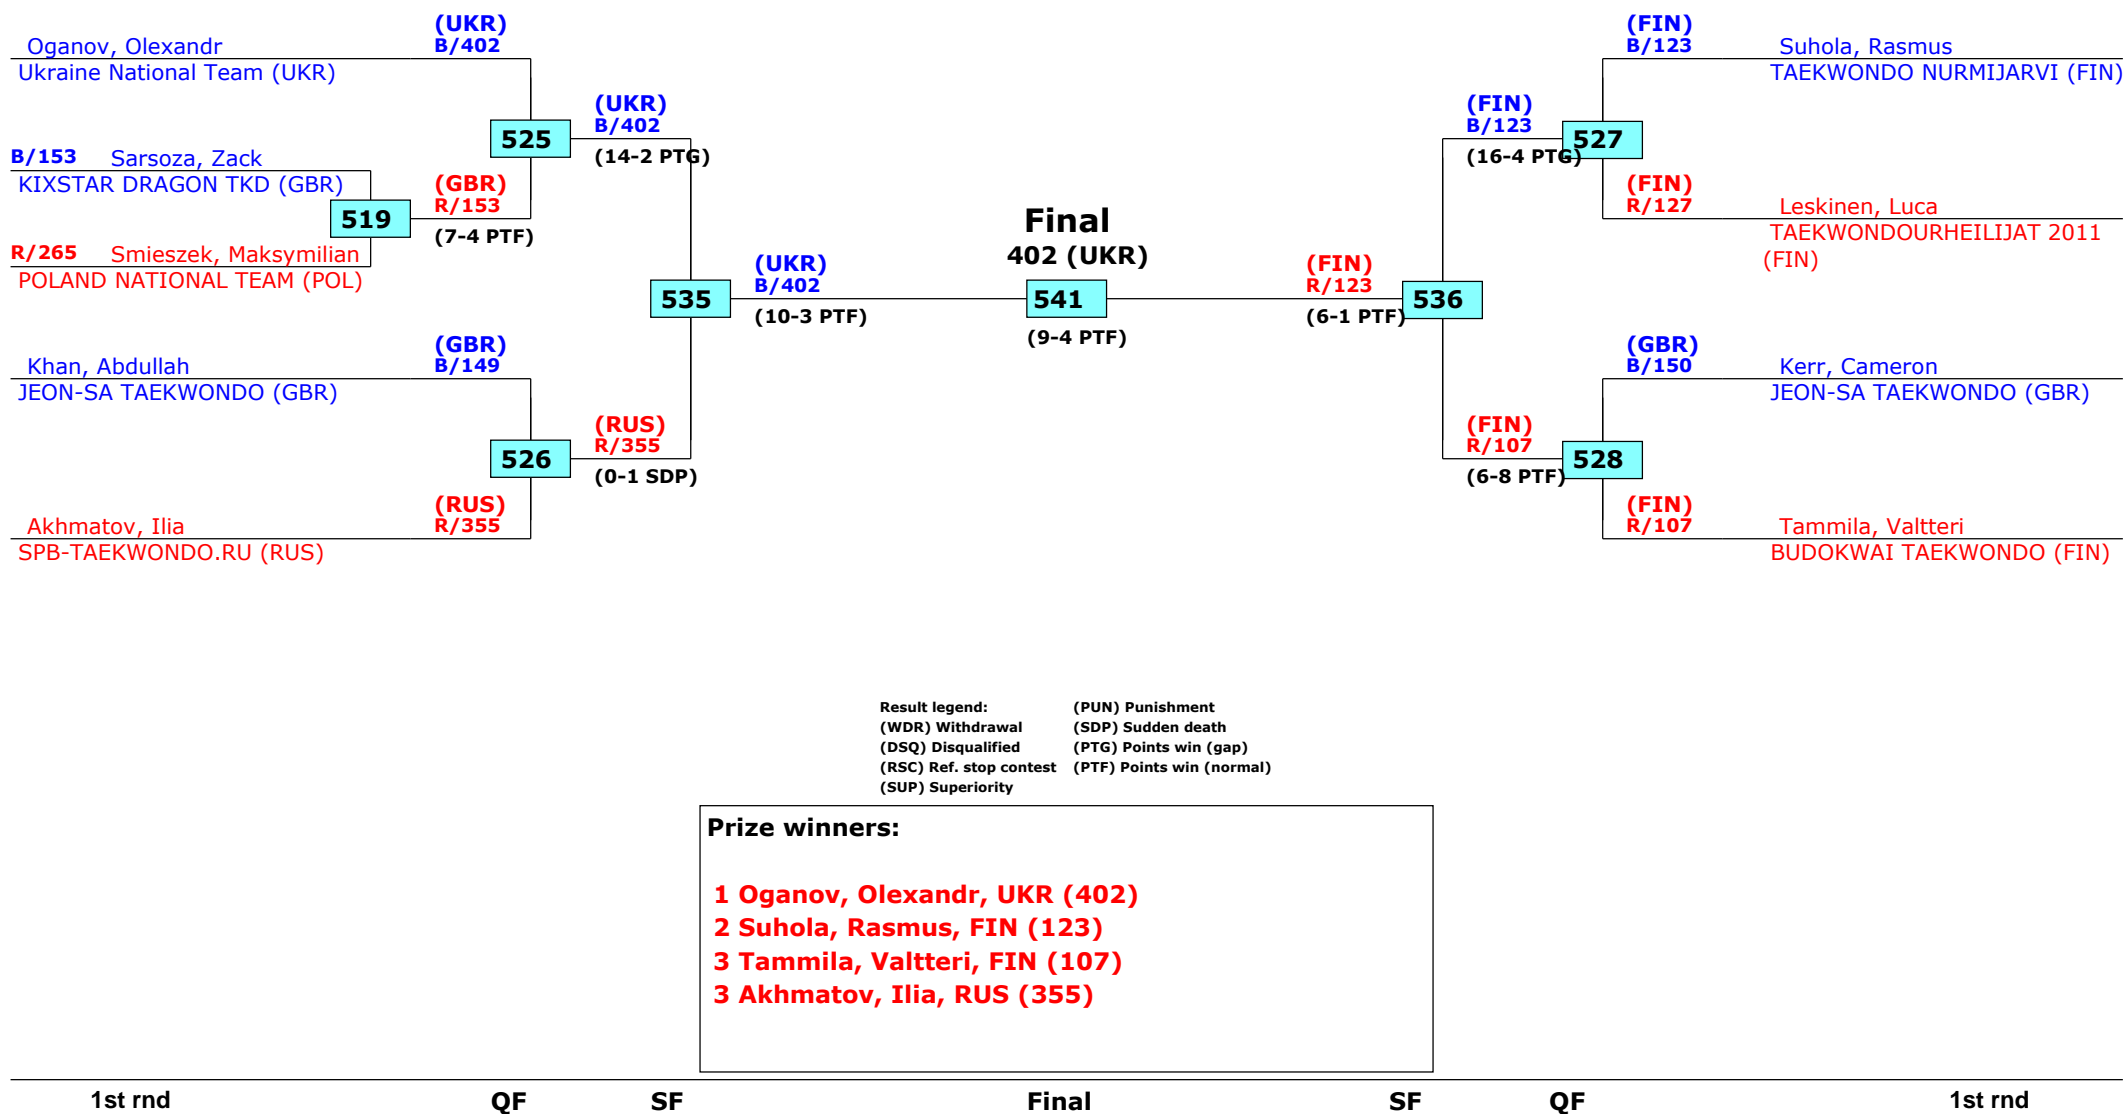 (UKR)
B/402
Oganov, Olexandr
Ukraine National Team (UKR)
525
(UKR)
B/402
(14-2 PTG)
B/153 Sarsoza, Zack
KIXSTAR DRAGON TKD (GBR)
519
(GBR)
R/153
(7-4 PTF)
R/265 Smieszek, Maksymilian
POLAND NATIONAL TEAM (POL)
535
(UKR)
B/402
(10-3 PTF)
(GBR)
B/149
Khan, Abdullah
JEON-SA TAEKWONDO (GBR)
526
(RUS)
R/355
(0-1 SDP)
(RUS)
R/355
Akhmatov, Ilia
SPB-TAEKWONDO.RU (RUS)
Final
402 (UKR)
541
(9-4 PTF)
(FIN)
B/123
Suhola, Rasmus
TAEKWONDO NURMIJARVI (FIN)
(FIN)
B/123
(16-4 PTG)
527
(FIN)
R/127
Leskinen, Luca
TAEKWONDOURHEILIJAT 2011
(FIN)
(FIN)
R/123
(6-1 PTF)
536
(GBR)
B/150
Kerr, Cameron
JEON-SA TAEKWONDO (GBR)
(FIN)
R/107
(6-8 PTF)
528
(FIN)
R/107
Tammila, Valtteri
BUDOKWAI TAEKWONDO (FIN)
Result legend: (PUN) Punishment
(WDR) Withdrawal (SDP) Sudden death
(DSQ) Disqualified (PTG) Points win (gap)
(RSC) Ref. stop contest (PTF) Points win (normal)
(SUP) Superiority
Prize winners:
1 Oganov, Olexandr, UKR (402)
2 Suhola, Rasmus, FIN (123)
3 Tammila, Valtteri, FIN (107)
3 Akhmatov, Ilia, RUS (355)
1st rnd QF SF Final SF QF 1st rnd